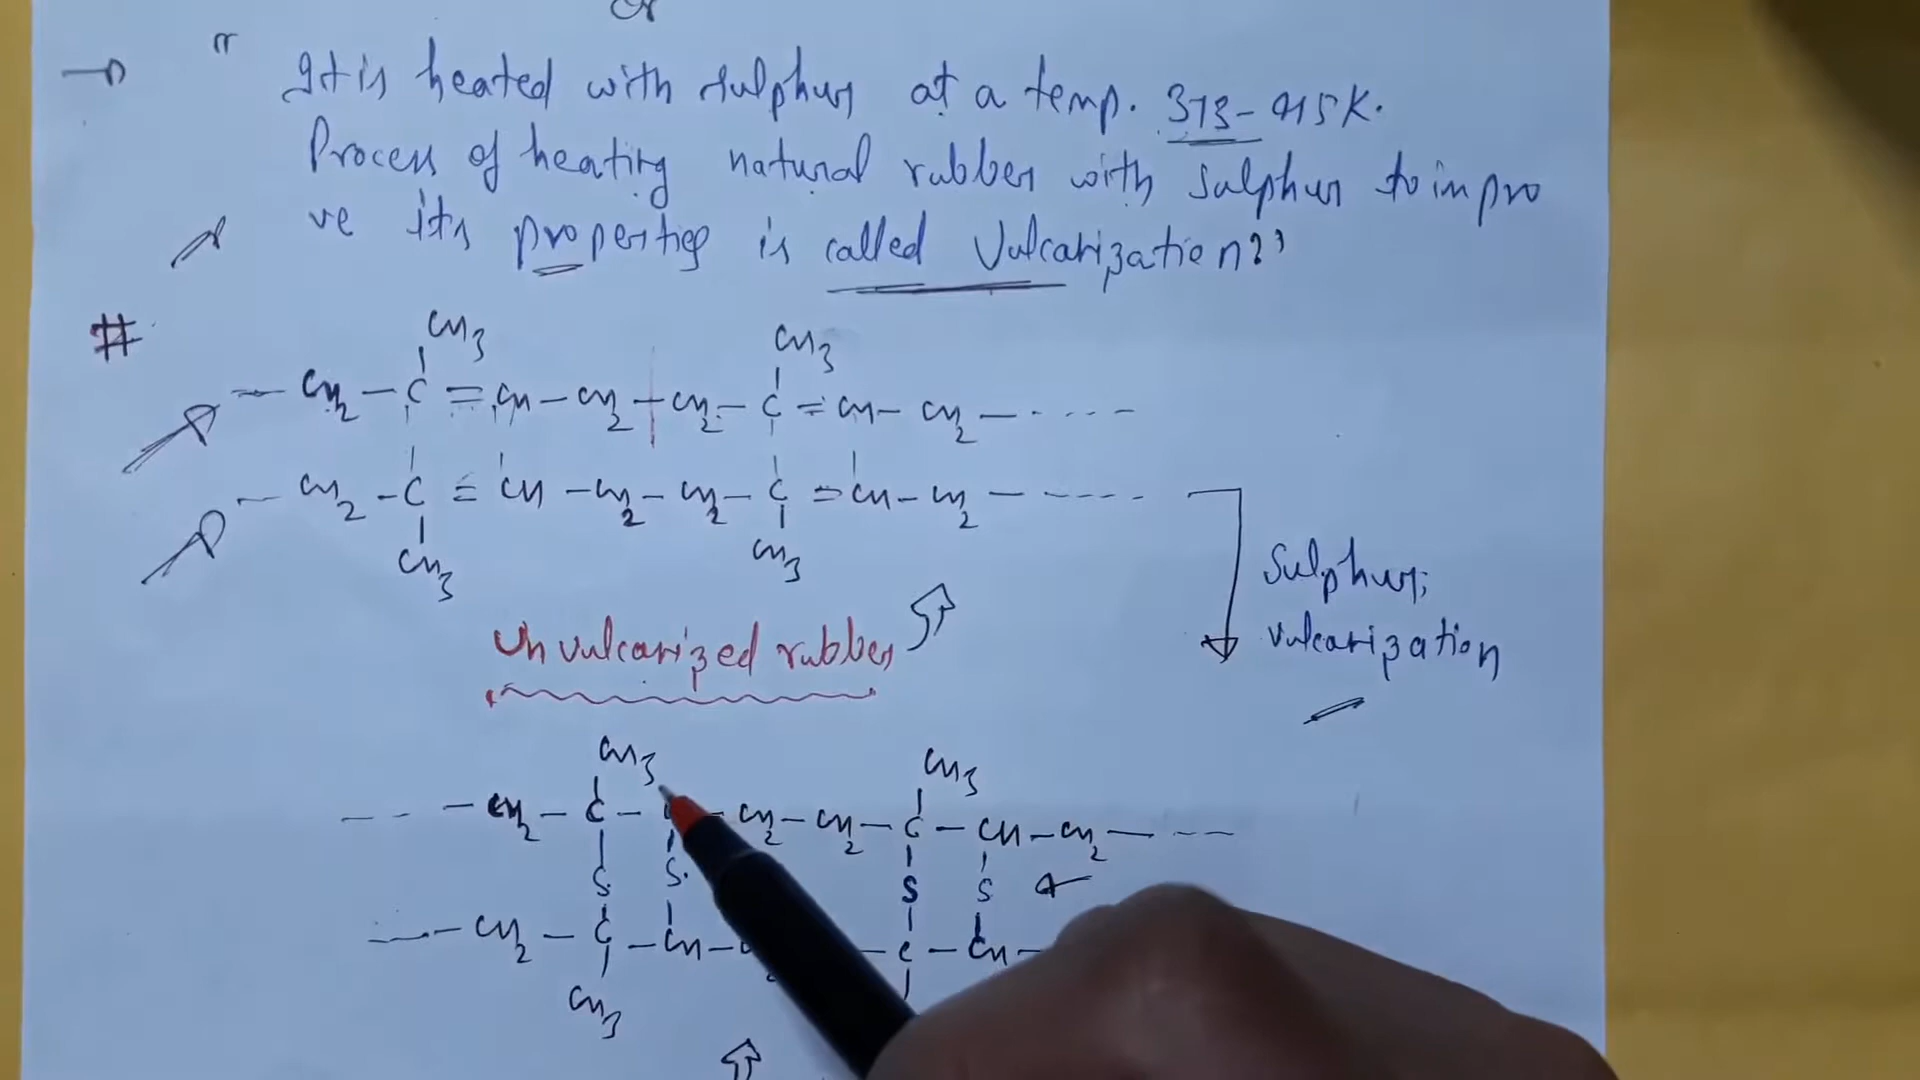 or
" It is heated with sulphur at a temp. 373-415K.
Process of heating natural rubber with sulphur to impro
ve its properties is called Vulcanization"
#
CH3 CH3
-- CH2 - C = CH - CH2 - CH2 - C = CH - CH2 - ----
-- CH2 - C = CH - CH2 - CH2 - C = CH - CH2 - ----
CH3 CH3
Sulphur;
vulcanization
Unvulcanized rubber
CH3 CH3
-- - CH2 - C - - CH2 - CH2 - C - CH - CH2 - --
S S S S
-- - CH2 - C - CH - - C - CH -
CH3